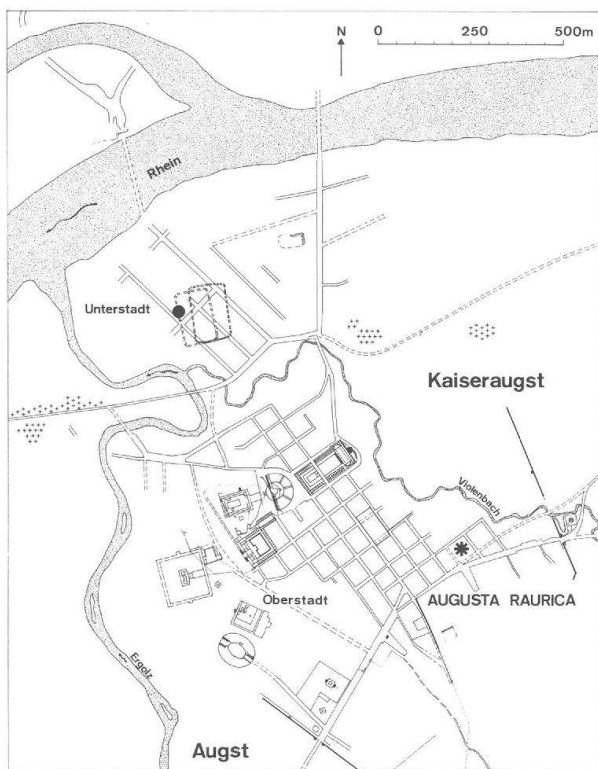 N
0 250 500m
Rhein
Unterstadt
Kaiseraugst
Violenbach
Oberstadt
AUGUSTA RAURICA
Ergolz
Augst